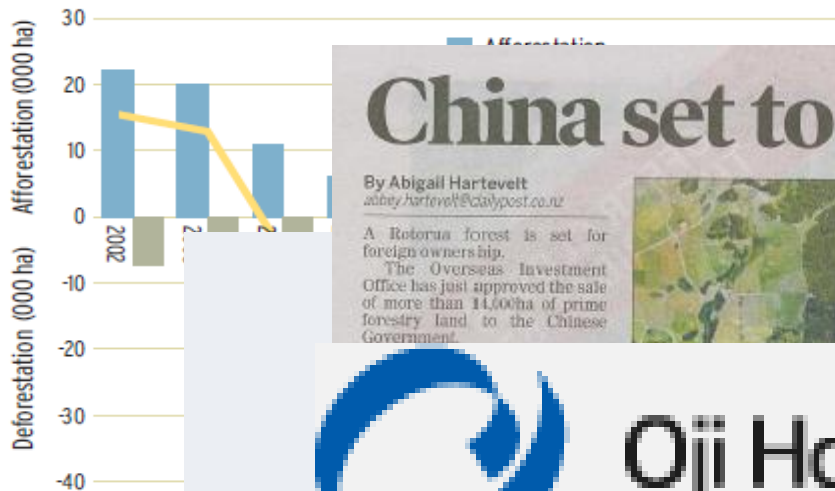 30
20
10
0
-10
-20
-30
-40
Afforestation (000 ha)
Deforestation (000 ha)
2002
Afforestation
China set to
By Abigail Hartevelt
abbey.hartevelt@dailypost.co.nz
A Rotorua forest is set for
foreign ownership.
The Overseas Investment
Office has just approved the sale
of more than 14,000ha of prime
forestry land to the Chinese
Government.
Oji Ho